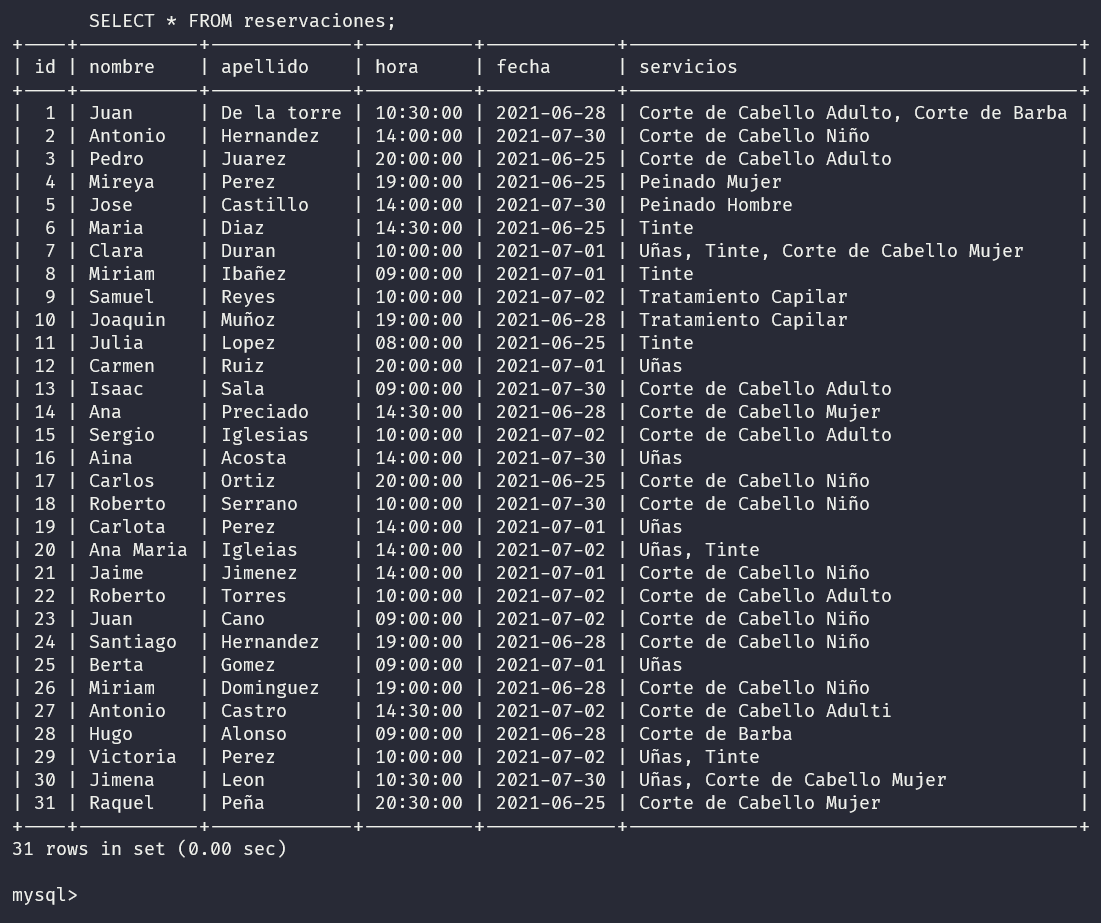 SELECT * FROM reservaciones;
+----+-----------+--------------+----------+------------+-----------------------------------------+
| id | nombre    | apellido     | hora     | fecha      | servicios                               |
+----+-----------+--------------+----------+------------+-----------------------------------------+
|  1 | Juan      | De la torre | 10:30:00 | 2021-06-28 | Corte de Cabello Adulto, Corte de Barba |
|  2 | Antonio   | Hernandez   | 14:00:00 | 2021-07-30 | Corte de Cabello Niño                   |
|  3 | Pedro     | Juarez      | 20:00:00 | 2021-06-25 | Corte de Cabello Adulto                 |
|  4 | Mireya    | Perez       | 19:00:00 | 2021-06-25 | Peinado Mujer                           |
|  5 | Jose      | Castillo    | 14:00:00 | 2021-07-30 | Peinado Hombre                          |
|  6 | Maria     | Diaz        | 14:30:00 | 2021-06-25 | Tinte                                   |
|  7 | Clara     | Duran       | 10:00:00 | 2021-07-01 | Uñas, Tinte, Corte de Cabello Mujer     |
|  8 | Miriam    | Ibañez      | 09:00:00 | 2021-07-01 | Tinte                                   |
|  9 | Samuel    | Reyes       | 10:00:00 | 2021-07-02 | Tratamiento Capilar                     |
| 10 | Joaquin   | Muñoz       | 19:00:00 | 2021-06-28 | Tratamiento Capilar                     |
| 11 | Julia     | Lopez       | 08:00:00 | 2021-06-25 | Tinte                                   |
| 12 | Carmen    | Ruiz        | 20:00:00 | 2021-07-01 | Uñas                                    |
| 13 | Isaac     | Sala        | 09:00:00 | 2021-07-30 | Corte de Cabello Adulto                 |
| 14 | Ana       | Preciado    | 14:30:00 | 2021-06-28 | Corte de Cabello Mujer                  |
| 15 | Sergio    | Iglesias    | 10:00:00 | 2021-07-02 | Corte de Cabello Adulto                 |
| 16 | Aina      | Acosta      | 14:00:00 | 2021-07-30 | Uñas                                    |
| 17 | Carlos    | Ortiz       | 20:00:00 | 2021-06-25 | Corte de Cabello Niño                   |
| 18 | Roberto   | Serrano     | 10:00:00 | 2021-07-30 | Corte de Cabello Niño                   |
| 19 | Carlota   | Perez       | 14:00:00 | 2021-07-01 | Uñas                                    |
| 20 | Ana Maria | Igleias     | 14:00:00 | 2021-07-02 | Uñas, Tinte                             |
| 21 | Jaime     | Jimenez     | 14:00:00 | 2021-07-01 | Corte de Cabello Niño                   |
| 22 | Roberto   | Torres      | 10:00:00 | 2021-07-02 | Corte de Cabello Adulto                 |
| 23 | Juan      | Cano        | 09:00:00 | 2021-07-02 | Corte de Cabello Niño                   |
| 24 | Santiago  | Hernandez   | 19:00:00 | 2021-06-28 | Corte de Cabello Niño                   |
| 25 | Berta     | Gomez       | 09:00:00 | 2021-07-01 | Uñas                                    |
| 26 | Miriam    | Dominguez   | 19:00:00 | 2021-06-28 | Corte de Cabello Niño                   |
| 27 | Antonio   | Castro      | 14:30:00 | 2021-07-02 | Corte de Cabello Adulti                 |
| 28 | Hugo      | Alonso      | 09:00:00 | 2021-06-28 | Corte de Barba                          |
| 29 | Victoria  | Perez       | 10:00:00 | 2021-07-02 | Uñas, Tinte                             |
| 30 | Jimena    | Leon        | 10:30:00 | 2021-07-30 | Uñas, Corte de Cabello Mujer            |
| 31 | Raquel    | Peña        | 20:30:00 | 2021-06-25 | Corte de Cabello Mujer                  |
+----+-----------+--------------+----------+------------+-----------------------------------------+
31 rows in set (0.00 sec)
mysql>